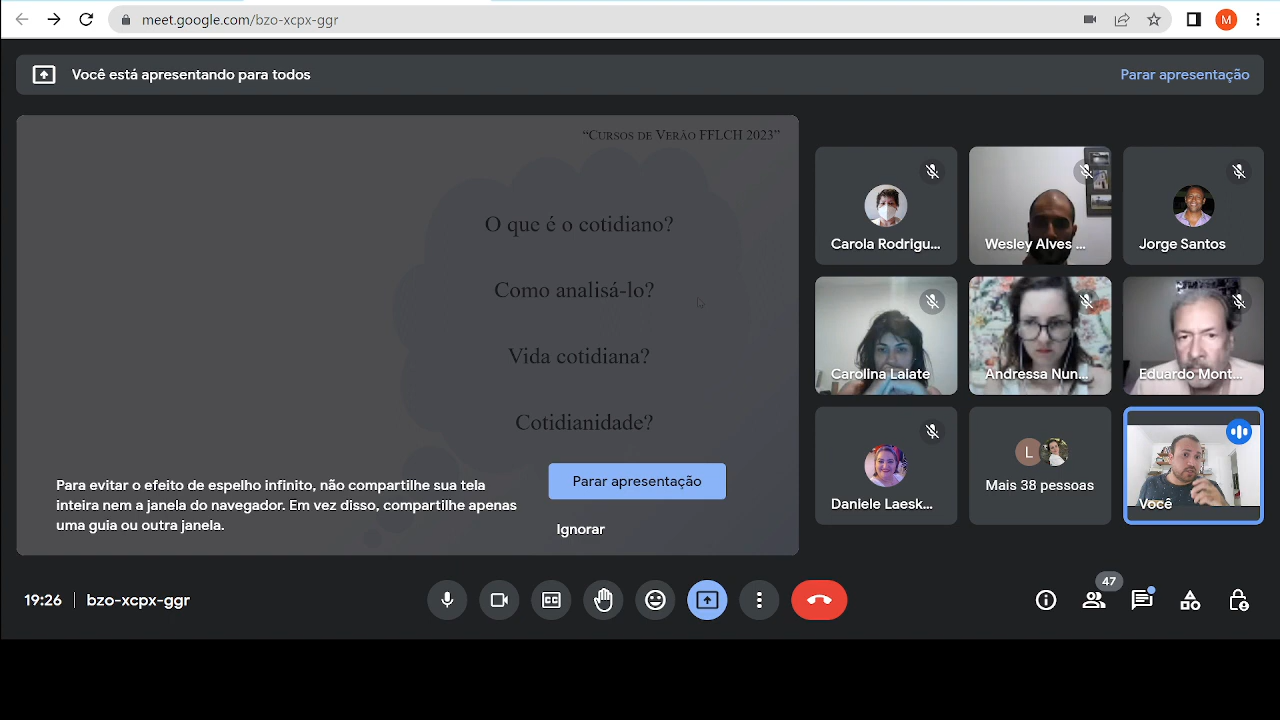 meet.google.com/bzo-xcpx-ggr
M
Você está apresentando para todos
Parar apresentação
“Cursos de Verão FFLCH 2023”
O que é o cotidiano?
Como analisá-lo?
Vida cotidiana?
Cotidianidade?
Para evitar o efeito de espelho infinito, não compartilhe sua tela
inteira nem a janela do navegador. Em vez disso, compartilhe apenas
uma guia ou outra janela.
Parar apresentação
Ignorar
Carola Rodrigu...
Wesley Alves ...
Jorge Santos
Carolina Laiate
Andressa Nun...
Eduardo Mont...
Daniele Laesk...
L
Mais 38 pessoas
Você
19:26
bzo-xcpx-ggr
47